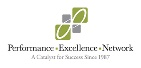 Performance•Excellence•Network
A Catalyst for Success Since 1987